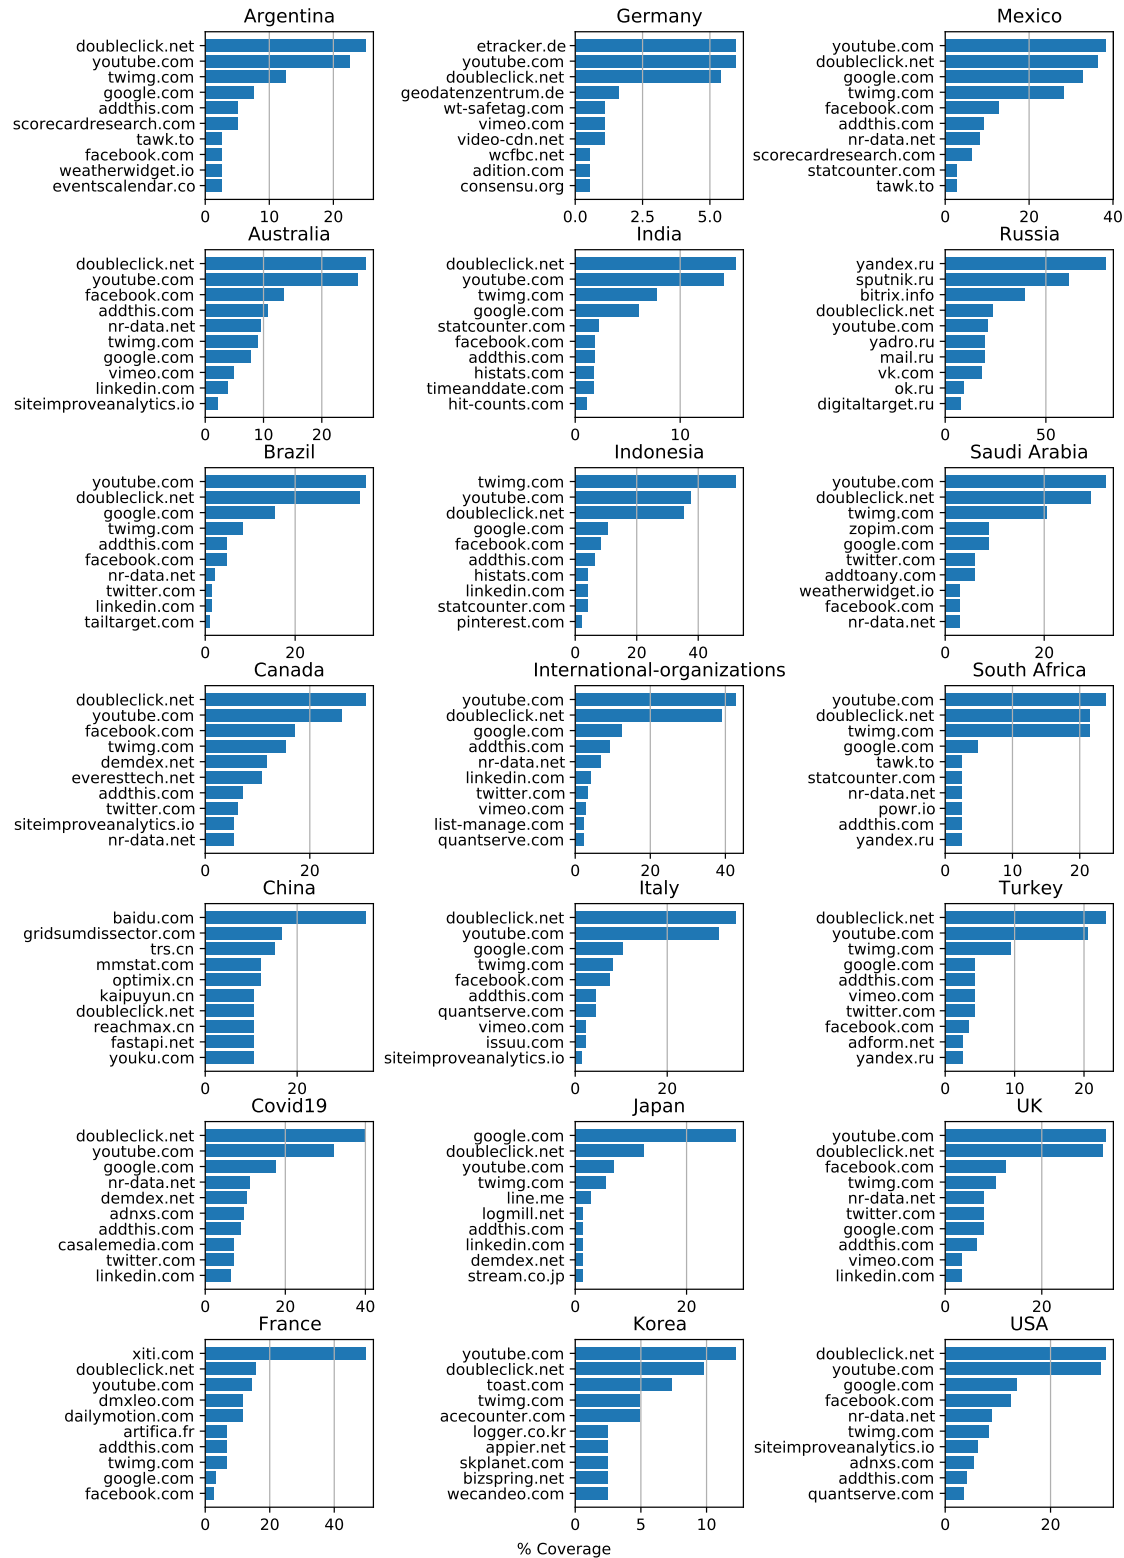 Argentina
doubleclick.net
youtube.com
twimg.com
google.com
addthis.com
scorecardresearch.com
tawk.to
facebook.com
weatherwidget.io
eventscalendar.co
0 10 20
Germany
etracker.de
youtube.com
doubleclick.net
geodatenzentrum.de
wt-safetag.com
vimeo.com
video-cdn.net
wcfbc.net
adition.com
consensu.org
0.0 2.5 5.0
Mexico
youtube.com
doubleclick.net
google.com
twimg.com
facebook.com
addthis.com
nr-data.net
scorecardresearch.com
statcounter.com
tawk.to
0 20 40
Australia
doubleclick.net
youtube.com
facebook.com
addthis.com
nr-data.net
twimg.com
google.com
vimeo.com
linkedin.com
siteimproveanalytics.io
0 10 20
India
doubleclick.net
youtube.com
twimg.com
google.com
statcounter.com
facebook.com
addthis.com
histats.com
timeanddate.com
hit-counts.com
0 10
Russia
yandex.ru
sputnik.ru
bitrix.info
doubleclick.net
youtube.com
yadro.ru
mail.ru
vk.com
ok.ru
digitaltarget.ru
0 50
Brazil
youtube.com
doubleclick.net
google.com
twimg.com
addthis.com
facebook.com
nr-data.net
twitter.com
linkedin.com
tailtarget.com
0 20
Indonesia
twimg.com
youtube.com
doubleclick.net
google.com
facebook.com
addthis.com
histats.com
linkedin.com
statcounter.com
pinterest.com
0 20 40
Saudi Arabia
youtube.com
doubleclick.net
twimg.com
zopim.com
google.com
twitter.com
addtoany.com
weatherwidget.io
facebook.com
nr-data.net
0 20
Canada
doubleclick.net
youtube.com
facebook.com
twimg.com
demdex.net
everesttech.net
addthis.com
twitter.com
siteimproveanalytics.io
nr-data.net
0 20
International-organizations
youtube.com
doubleclick.net
google.com
addthis.com
nr-data.net
linkedin.com
twitter.com
vimeo.com
list-manage.com
quantserve.com
0 20 40
South Africa
youtube.com
doubleclick.net
twimg.com
google.com
tawk.to
statcounter.com
nr-data.net
powr.io
addthis.com
yandex.ru
0 10 20
China
baidu.com
gridsumdissector.com
trs.cn
mmstat.com
optimix.cn
kaipuyun.cn
doubleclick.net
reachmax.cn
fastapi.net
youku.com
0 20
Italy
doubleclick.net
youtube.com
google.com
twimg.com
facebook.com
addthis.com
quantserve.com
vimeo.com
issuu.com
siteimproveanalytics.io
0 20
Turkey
doubleclick.net
youtube.com
twimg.com
google.com
addthis.com
vimeo.com
twitter.com
facebook.com
adform.net
yandex.ru
0 10 20
Covid19
doubleclick.net
youtube.com
google.com
nr-data.net
demdex.net
adnxs.com
addthis.com
casalemedia.com
twitter.com
linkedin.com
0 20 40
Japan
google.com
doubleclick.net
youtube.com
twimg.com
line.me
logmill.net
addthis.com
linkedin.com
demdex.net
stream.co.jp
0 20
UK
youtube.com
doubleclick.net
facebook.com
twimg.com
nr-data.net
twitter.com
google.com
addthis.com
vimeo.com
linkedin.com
0 20
France
xiti.com
doubleclick.net
youtube.com
dmxleo.com
dailymotion.com
artifica.fr
addthis.com
twimg.com
google.com
facebook.com
0 20 40
Korea
youtube.com
doubleclick.net
toast.com
twimg.com
acecounter.com
logger.co.kr
appier.net
skplanet.com
bizspring.net
wecandeo.com
0 5 10
USA
doubleclick.net
youtube.com
google.com
facebook.com
nr-data.net
twimg.com
siteimproveanalytics.io
adnxs.com
addthis.com
quantserve.com
0 20
% Coverage